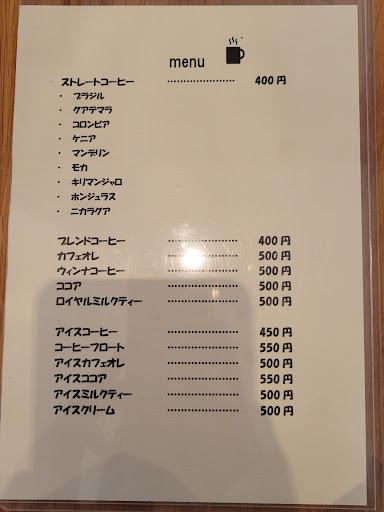 menu
ストレートコーヒー …………………… 400円
・ ブラジル
・ グアテマラ
・ コロンビア
・ ケニア
・ マンデリン
・ モカ
・ キリマンジャロ
・ ホンジュラス
・ ニカラグア
ブレンドコーヒー …………………… 400円
カフェオレ …………………… 500円
ウィンナコーヒー …………………… 500円
ココア …………………… 500円
ロイヤルミルクティー …………………… 500円
アイスコーヒー …………………… 450円
コーヒーフロート …………………… 550円
アイスカフェオレ …………………… 500円
アイスココア …………………… 550円
アイスミルクティー …………………… 500円
アイスクリーム …………………… 500円